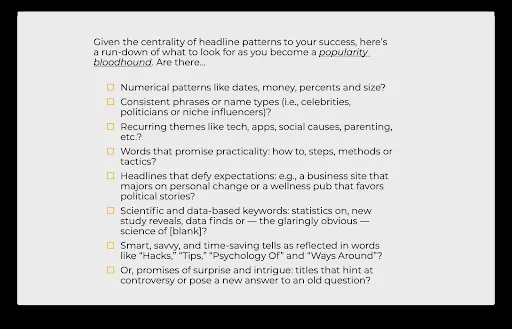 Given the centrality of headline patterns to your success, here's
a run-down of what to look for as you become a popularity
bloodhound. Are there...
Numerical patterns like dates, money, percents and size?
Consistent phrases or name types (i.e., celebrities,
politicians or niche influencers)?
Recurring themes like tech, apps, social causes, parenting,
etc.?
Words that promise practicality: how to, steps, methods or
tactics?
Headlines that defy expectations: e.g., a business site that
majors on personal change or a wellness pub that favors
political stories?
Scientific and data-based keywords: statistics on, new
study reveals, data finds or — the glaringly obvious —
science of [blank]?
Smart, savvy, and time-saving tells as reflected in words
like “Hacks,” “Tips,” “Psychology Of” and “Ways Around”?
Or, promises of surprise and intrigue: titles that hint at
controversy or pose a new answer to an old question?